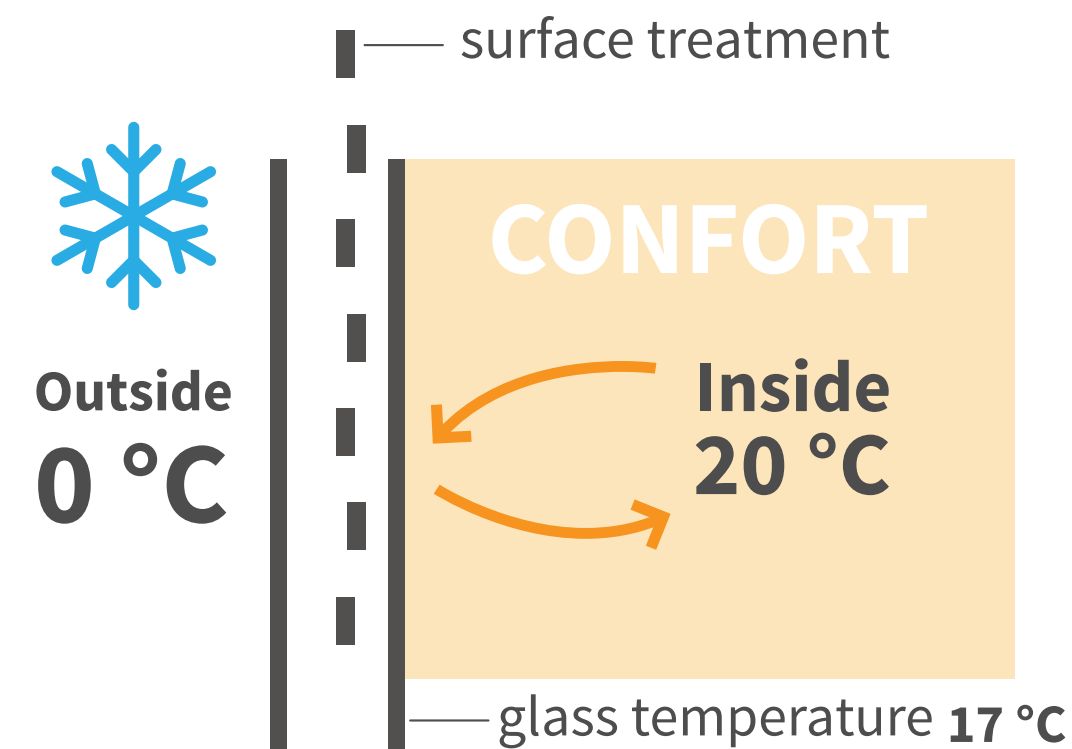 surface treatment
CONFORT
Outside
0 °C
Inside
20 °C
glass temperature 17 °C